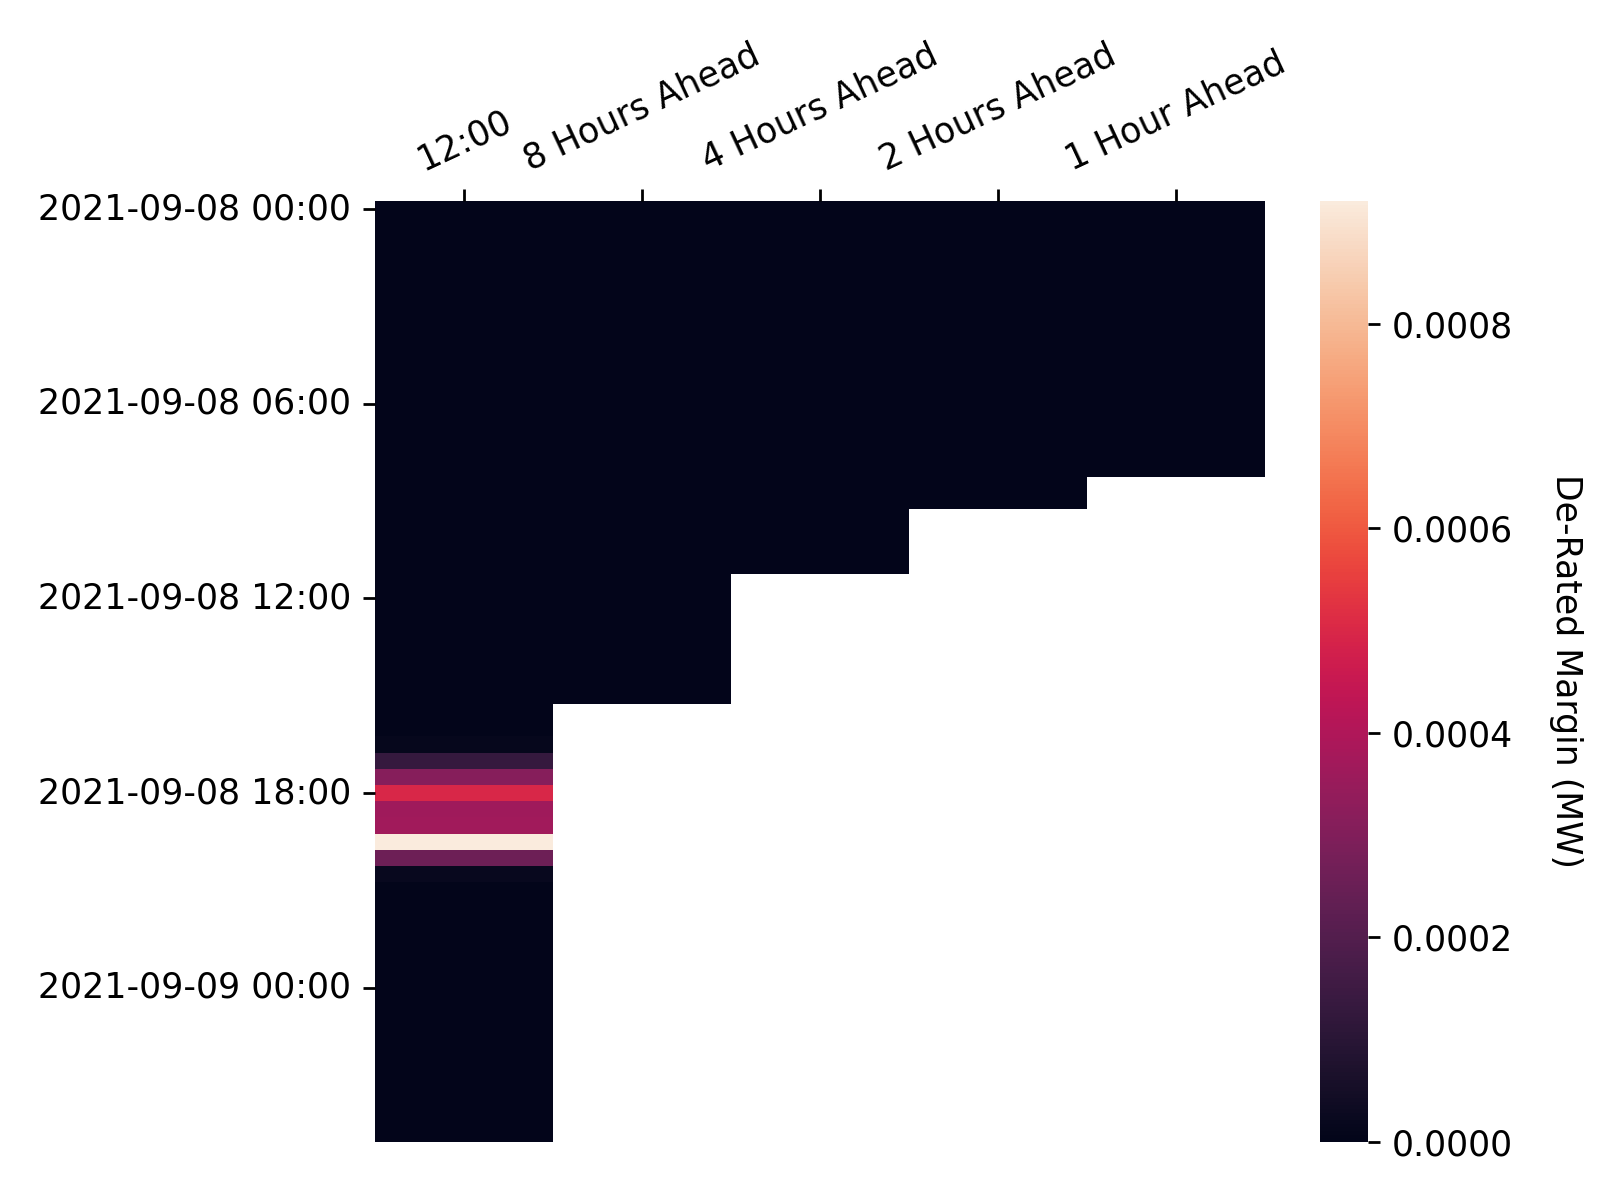 12:00
8 Hours Ahead
4 Hours Ahead
2 Hours Ahead
1 Hour Ahead
2021-09-08 00:00
2021-09-08 06:00
2021-09-08 12:00
2021-09-08 18:00
2021-09-09 00:00
0.0008
0.0006
0.0004
0.0002
0.0000
De-Rated Margin (MW)